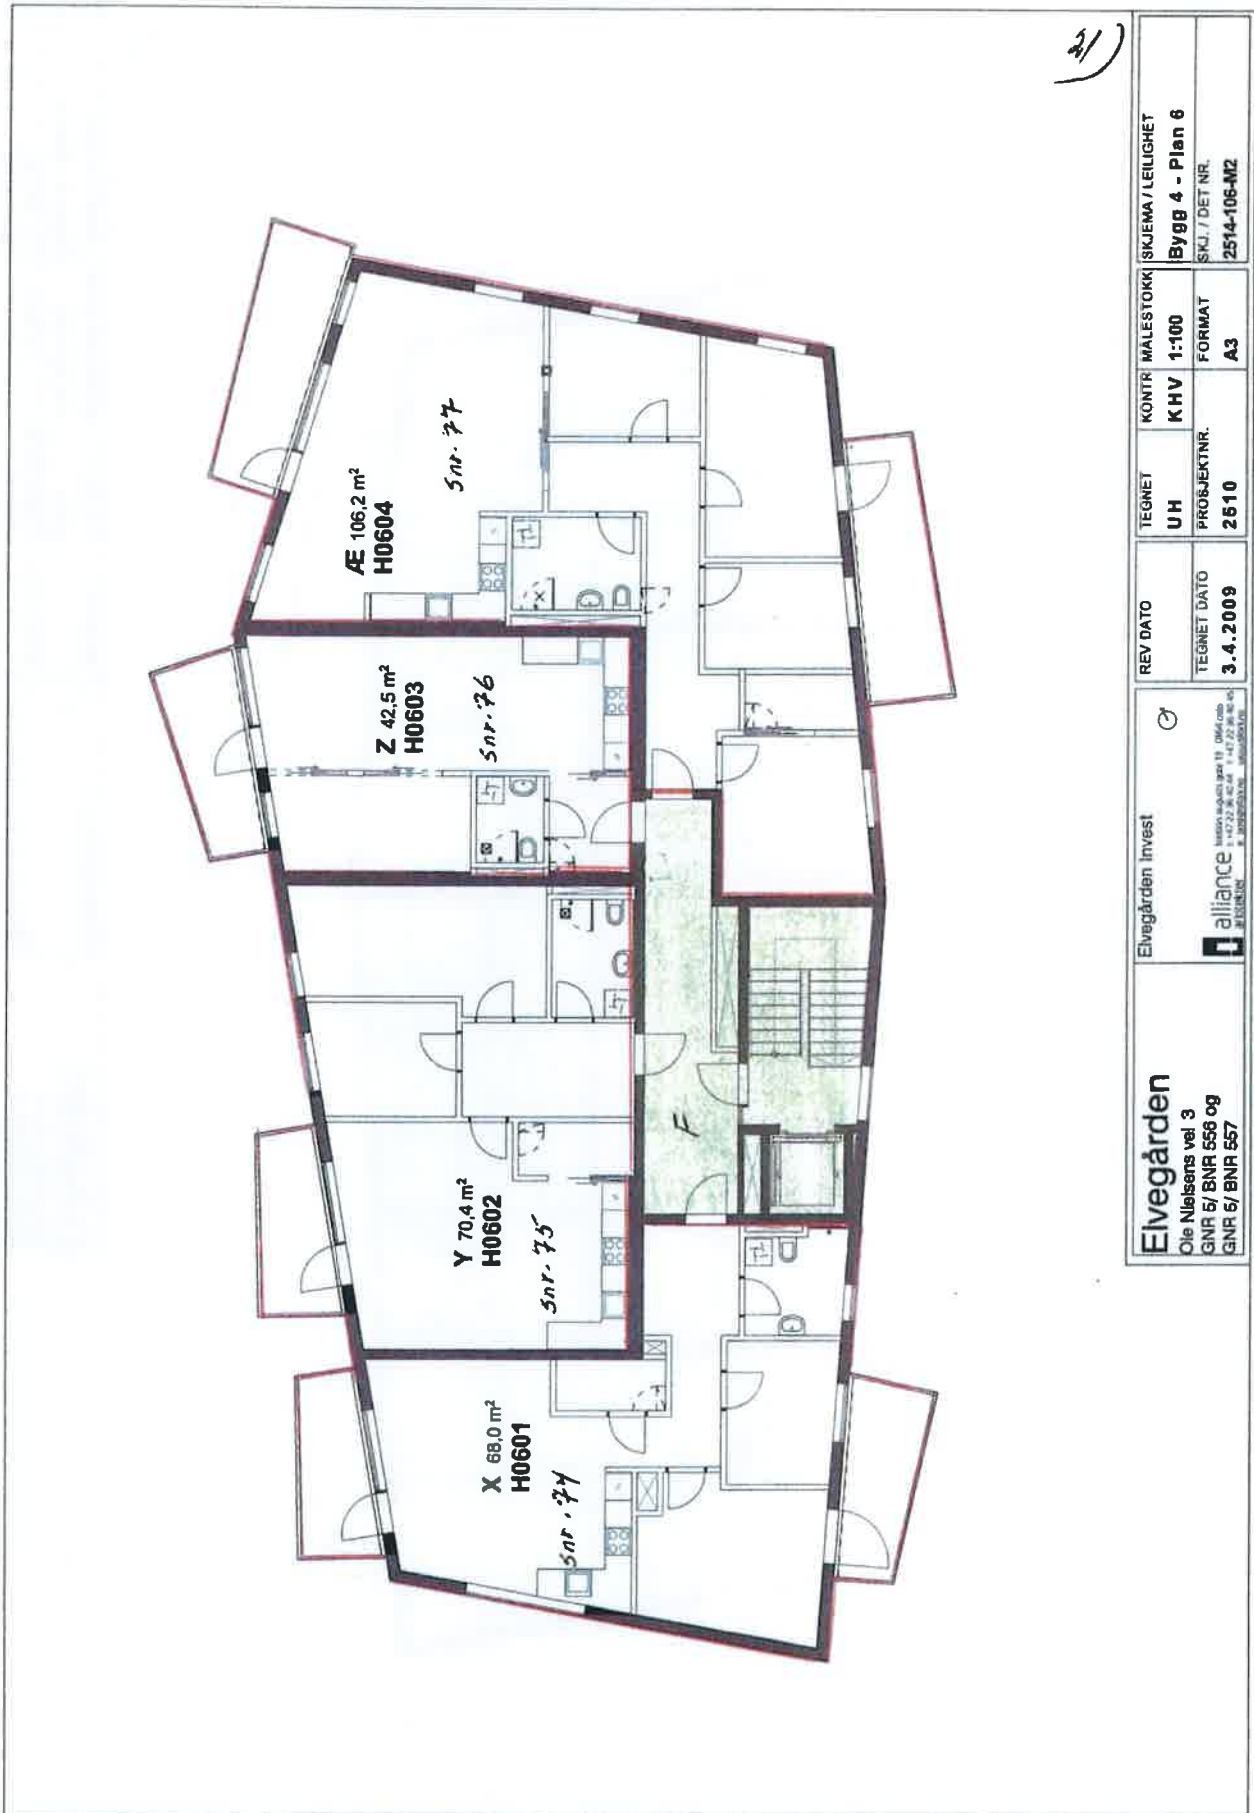 21)
Æ 106,2 m²
H0604
Snr. 77
Z 42,5 m²
H0603
Snr. 76
Y 70,4 m²
H0602
Snr. 75
X 68,0 m²
H0601
Snr. 74
F
Elvegården
Ole Nielsens vei 3
GNR 5/ BNR 556 og
GNR 5/ BNR 557
Elvegården Invest
alliance
arkitekter
REV DATO
TEGNET DATO
3.4.2009
TEGNET
UH
KONTR
KHV
MÅLESTOKK
1:100
PROSJEKTNR.
2510
FORMAT
A3
SKJEMA / LEILIGHET
Bygg 4 - Plan 6
SKJ. / DET NR.
2514-106-M2